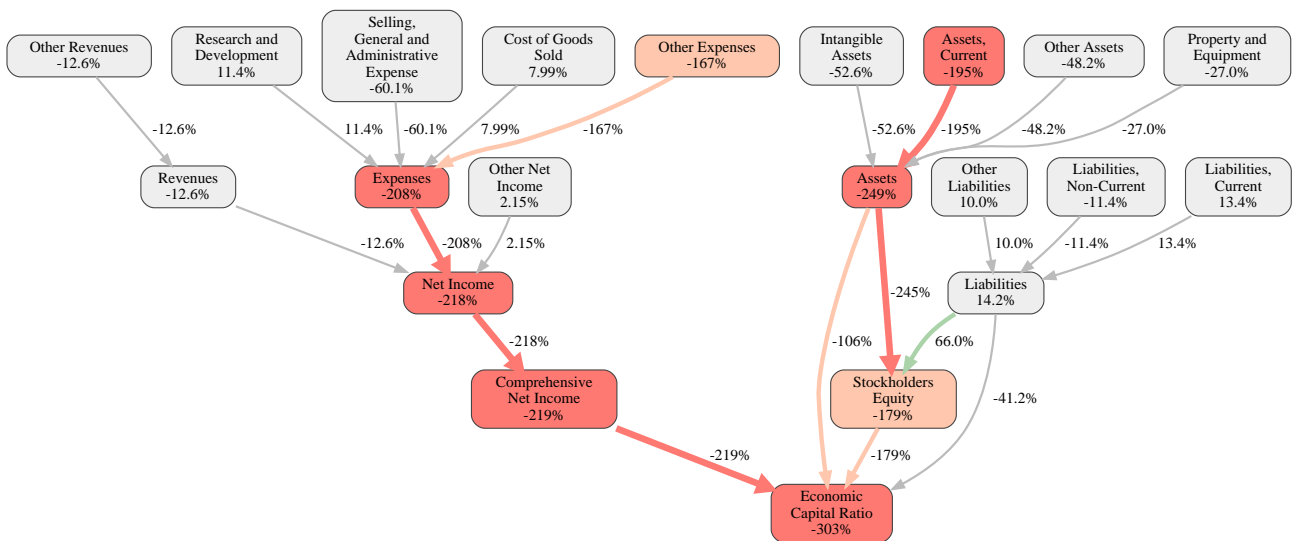 Other Revenues
-12.6%
Research and
Development
11.4%
Selling,
General and
Administrative
Expense
-60.1%
Cost of Goods
Sold
7.99%
Other Expenses
-167%
Intangible
Assets
-52.6%
Assets,
Current
-195%
Other Assets
-48.2%
Property and
Equipment
-27.0%
-12.6%
11.4%
-60.1%
7.99%
-167%
-52.6%
-195%
-48.2%
-27.0%
Revenues
-12.6%
Expenses
-208%
Other Net
Income
2.15%
Assets
-249%
Other
Liabilities
10.0%
Liabilities,
Non-Current
-11.4%
Liabilities,
Current
13.4%
-12.6%
-208%
2.15%
10.0%
-11.4%
13.4%
Net Income
-218%
Liabilities
14.2%
-245%
-218%
-106%
66.0%
Comprehensive
Net Income
-219%
Stockholders
Equity
-179%
-41.2%
-219%
-179%
Economic
Capital Ratio
-303%